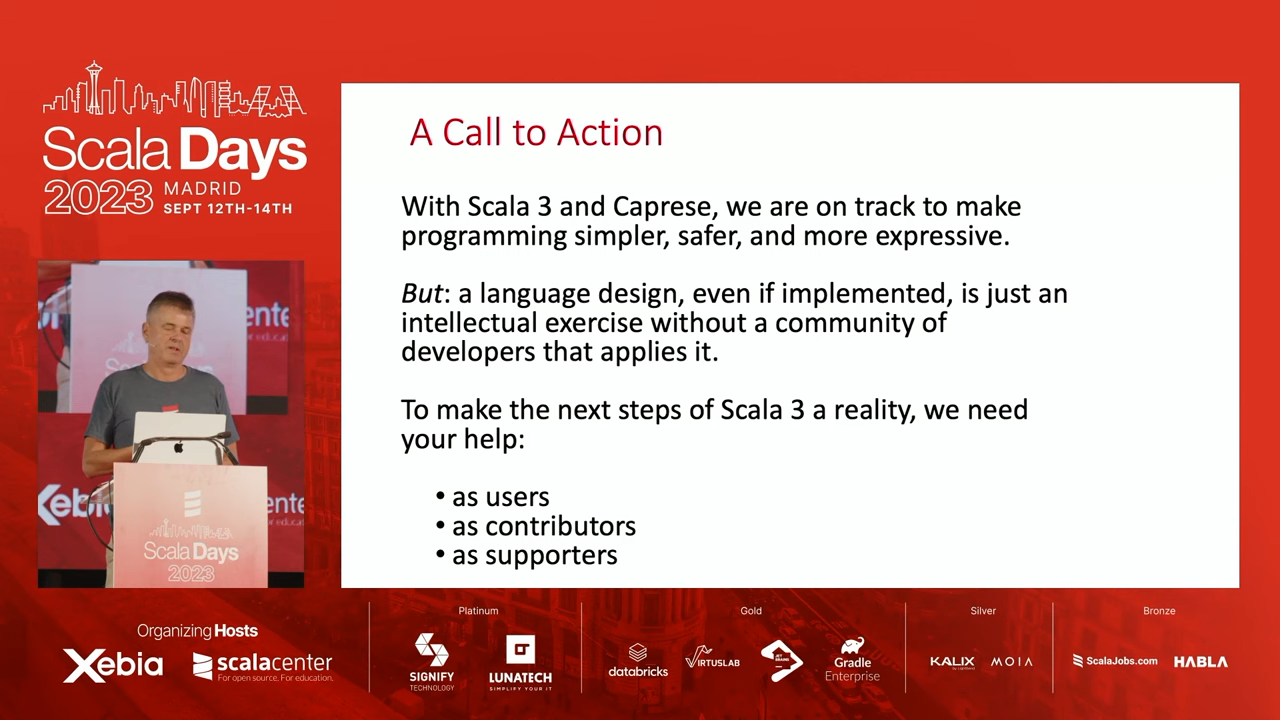 Scala Days
2023 MADRID
SEPT 12TH-14TH
A Call to Action
With Scala 3 and Caprese, we are on track to make
programming simpler, safer, and more expressive.
But: a language design, even if implemented, is just an
intellectual exercise without a community of
developers that applies it.
To make the next steps of Scala 3 a reality, we need
your help:
• as users
• as contributors
• as supporters
Xebia
Scala Days
2023
Organizing Hosts
Xebia
scalacenter
For open source. For education.
Platinum
SIGNIFY
TECHNOLOGY
LUNATECH
SIMPLIFY YOUR IT
Gold
databricks
VIRTUSLAB
JET
BRAINS
Gradle
Enterprise
Silver
KALIX
MOIA
Bronze
ScalaJobs.com
HABLA